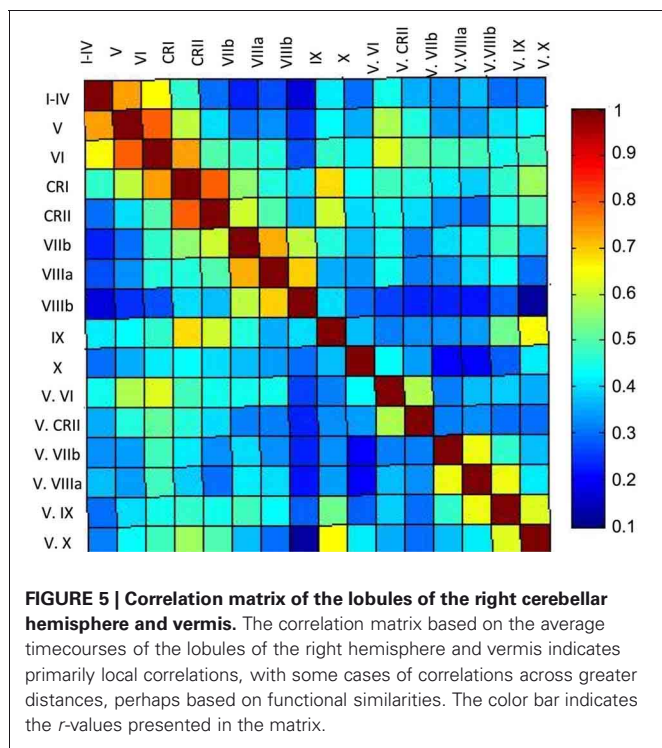 I-IV V VI CRI CRII VIIb VIIIa VIIIb IX X V. VI V. CRII V. VIIb V.VIIIa V.VIIIb V. IX V. X
I-IV
V
VI
CRI
CRII
VIIb
VIIIa
VIIIb
IX
X
V. VI
V. CRII
V. VIIb
V. VIIIa
V. IX
V. X
1
0.9
0.8
0.7
0.6
0.5
0.4
0.3
0.2
0.1
FIGURE 5 | Correlation matrix of the lobules of the right cerebellar
hemisphere and vermis. The correlation matrix based on the average
timecourses of the lobules of the right hemisphere and vermis indicates
primarily local correlations, with some cases of correlations across greater
distances, perhaps based on functional similarities. The color bar indicates
the r-values presented in the matrix.